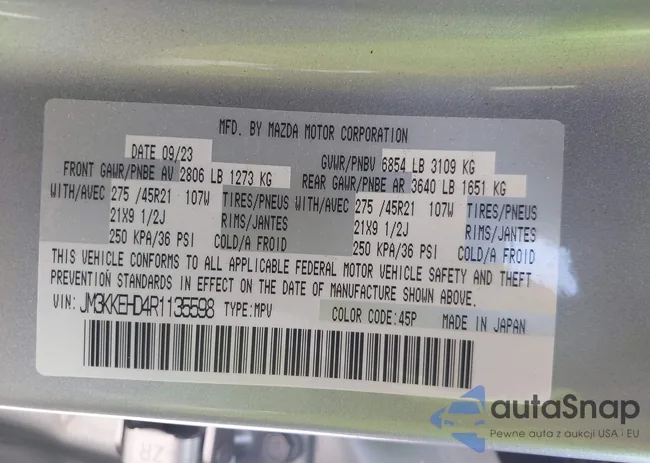 MFD. BY MAZDA MOTOR CORPORATION
DATE 09/23 GVWR/PNBV 6854 LB 3109 KG
FRONT GAWR/PNBE AV 2806 LB 1273 KG REAR GAWR/PNBE AR 3640 LB 1651 KG
WITH/AVEC 275 /45R21 107W TIRES/PNEUS WITH/AVEC 275 /45R21 107W TIRES/PNEUS
21X9 1/2J RIMS/JANTES 21X9 1/2J RIMS/JANTES
250 KPA/36 PSI COLD/A FROID 250 KPA/36 PSI COLD/A FROID
THIS VEHICLE CONFORMS TO ALL APPLICABLE FEDERAL MOTOR VEHICLE SAFETY AND THEFT
PREVENTION STANDARDS IN EFFECT ON THE DATE OF MANUFACTURE SHOWN ABOVE.
VIN: JM3KKEHD4R1135598 TYPE: MPV COLOR CODE: 45P MADE IN JAPAN
autaSnap
Pewne auta z aukcji USA i EU
ZR